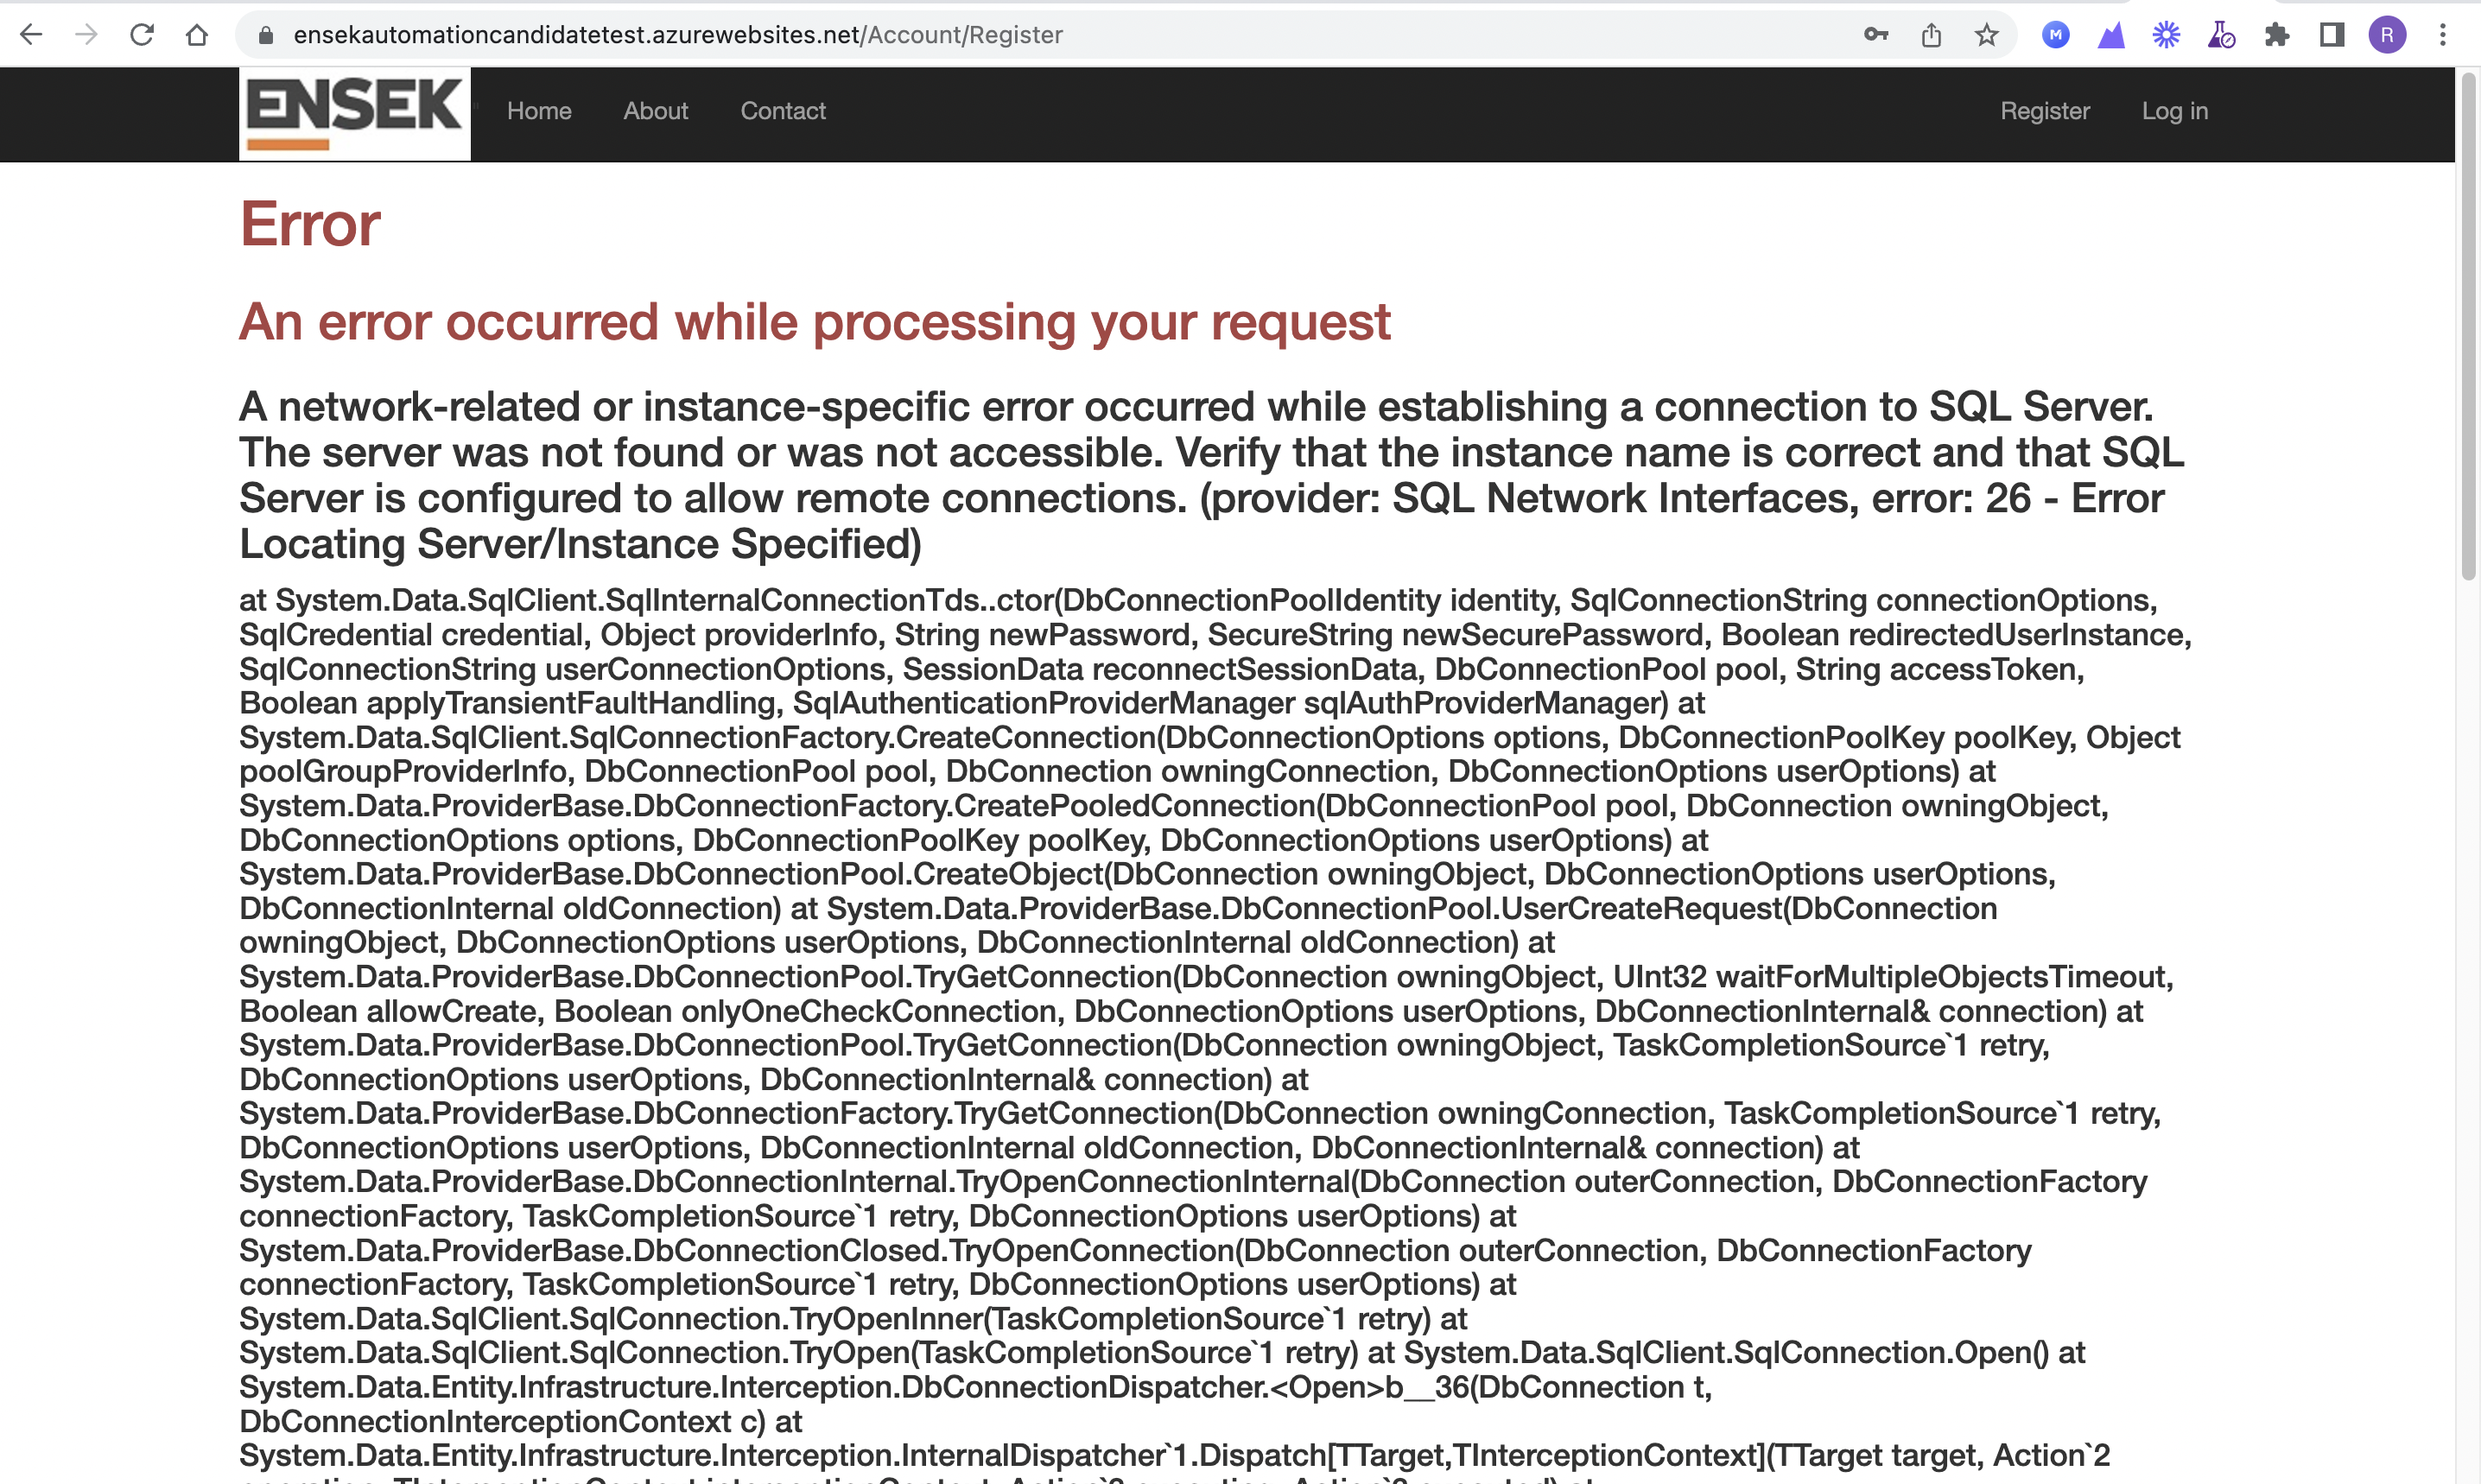 ensekautomationcandidatetest.azurewebsites.net/Account/Register
M
R
ENSEK
Home
About
Contact
Register
Log in
Error
An error occurred while processing your request
A network-related or instance-specific error occurred while establishing a connection to SQL Server.
The server was not found or was not accessible. Verify that the instance name is correct and that SQL
Server is configured to allow remote connections. (provider: SQL Network Interfaces, error: 26 - Error
Locating Server/Instance Specified)
at System.Data.SqlClient.SqlInternalConnectionTds..ctor(DbConnectionPoolIdentity identity, SqlConnectionString connectionOptions,
SqlCredential credential, Object providerInfo, String newPassword, SecureString newSecurePassword, Boolean redirectedUserInstance,
SqlConnectionString userConnectionOptions, SessionData reconnectSessionData, DbConnectionPool pool, String accessToken,
Boolean applyTransientFaultHandling, SqlAuthenticationProviderManager sqlAuthProviderManager) at
System.Data.SqlClient.SqlConnectionFactory.CreateConnection(DbConnectionOptions options, DbConnectionPoolKey poolKey, Object
poolGroupProviderInfo, DbConnectionPool pool, DbConnection owningConnection, DbConnectionOptions userOptions) at
System.Data.ProviderBase.DbConnectionFactory.CreatePooledConnection(DbConnectionPool pool, DbConnection owningObject,
DbConnectionOptions options, DbConnectionPoolKey poolKey, DbConnectionOptions userOptions) at
System.Data.ProviderBase.DbConnectionPool.CreateObject(DbConnection owningObject, DbConnectionOptions userOptions,
DbConnectionInternal oldConnection) at System.Data.ProviderBase.DbConnectionPool.UserCreateRequest(DbConnection
owningObject, DbConnectionOptions userOptions, DbConnectionInternal oldConnection) at
System.Data.ProviderBase.DbConnectionPool.TryGetConnection(DbConnection owningObject, UInt32 waitForMultipleObjectsTimeout,
Boolean allowCreate, Boolean onlyOneCheckConnection, DbConnectionOptions userOptions, DbConnectionInternal& connection) at
System.Data.ProviderBase.DbConnectionPool.TryGetConnection(DbConnection owningObject, TaskCompletionSource`1 retry,
DbConnectionOptions userOptions, DbConnectionInternal& connection) at
System.Data.ProviderBase.DbConnectionFactory.TryGetConnection(DbConnection owningConnection, TaskCompletionSource`1 retry,
DbConnectionOptions userOptions, DbConnectionInternal oldConnection, DbConnectionInternal& connection) at
System.Data.ProviderBase.DbConnectionInternal.TryOpenConnectionInternal(DbConnection outerConnection, DbConnectionFactory
connectionFactory, TaskCompletionSource`1 retry, DbConnectionOptions userOptions) at
System.Data.ProviderBase.DbConnectionClosed.TryOpenConnection(DbConnection outerConnection, DbConnectionFactory
connectionFactory, TaskCompletionSource`1 retry, DbConnectionOptions userOptions) at
System.Data.SqlClient.SqlConnection.TryOpenInner(TaskCompletionSource`1 retry) at
System.Data.SqlClient.SqlConnection.TryOpen(TaskCompletionSource`1 retry) at System.Data.SqlClient.SqlConnection.Open() at
System.Data.Entity.Infrastructure.Interception.DbConnectionDispatcher.<Open>b__36(DbConnection t,
DbConnectionInterceptionContext c) at
System.Data.Entity.Infrastructure.Interception.InternalDispatcher`1.Dispatch[TTarget,TInterceptionContext](TTarget target, Action`2